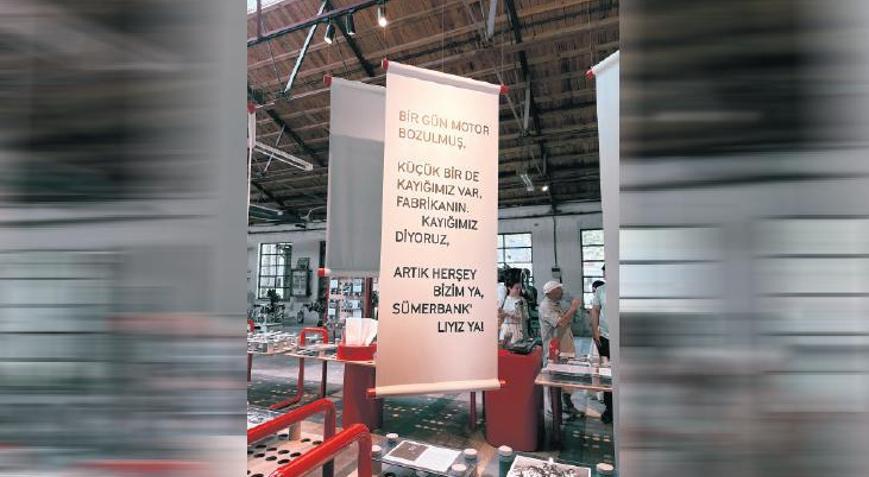 BİR GÜN MOTOR
BOZULMUŞ,
KÜÇÜK BİR DE
KAYIĞIMIZ VAR,
FABRİKANIN.
KAYIĞIMIZ
DİYORUZ,
ARTIK HERŞEY
BİZİM YA,
SÜMERBANK'
LIYIZ YA!